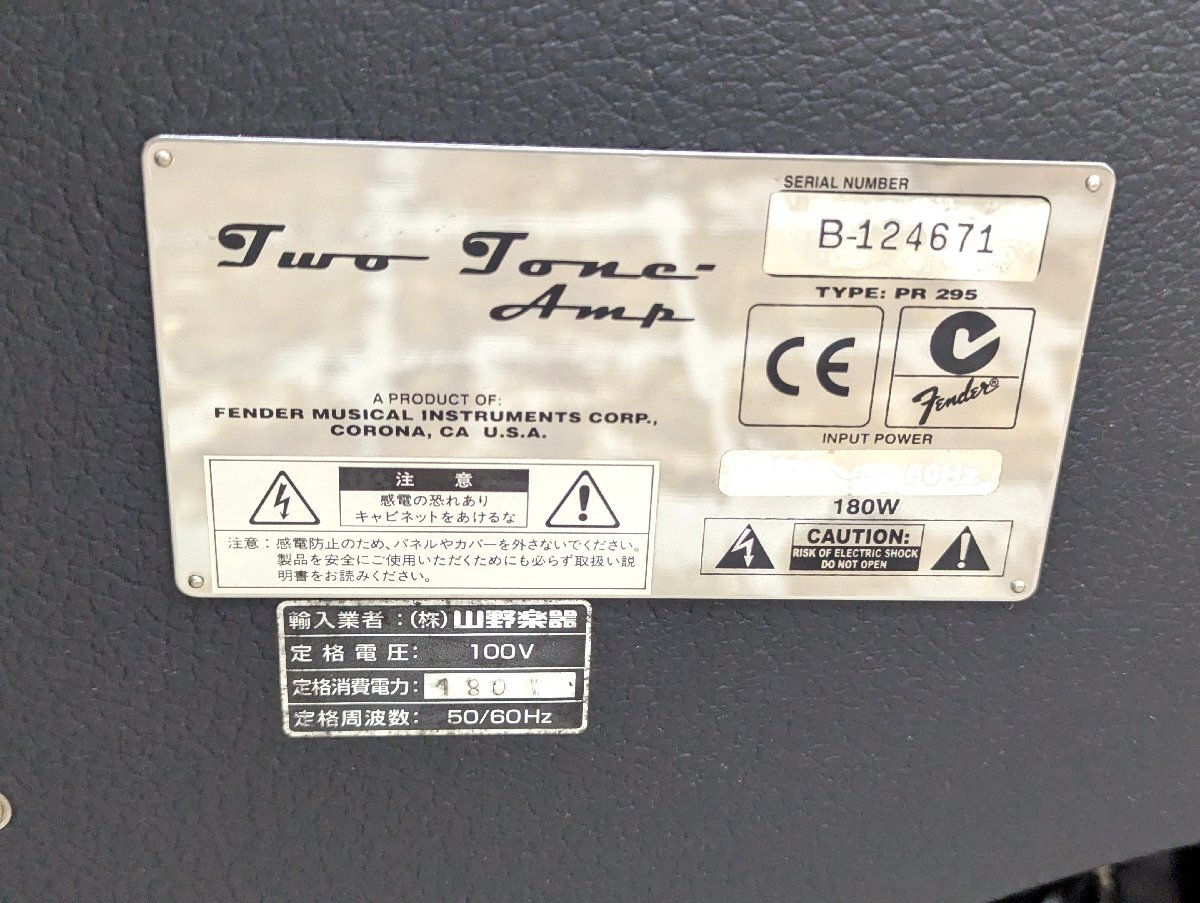 Two Tone-
Amp
SERIAL NUMBER
B-124671
TYPE: PR 295
CE
Fender®
A PRODUCT OF:
FENDER MUSICAL INSTRUMENTS CORP.,
CORONA, CA U.S.A.
INPUT POWER
60Hz
180W
CAUTION:
RISK OF ELECTRIC SHOCK
DO NOT OPEN
注 意
感電の恐れあり
キャビネットをあけるな
注意：感電防止のため、パネルやカバーを外さないでください。
製品を安全にご使用いただくためにも必ず取扱い説
明書をお読みください。
輸入業者：(株)山野楽器
定格電圧： 100V
定格消費電力： 180
定格周波数： 50/60Hz